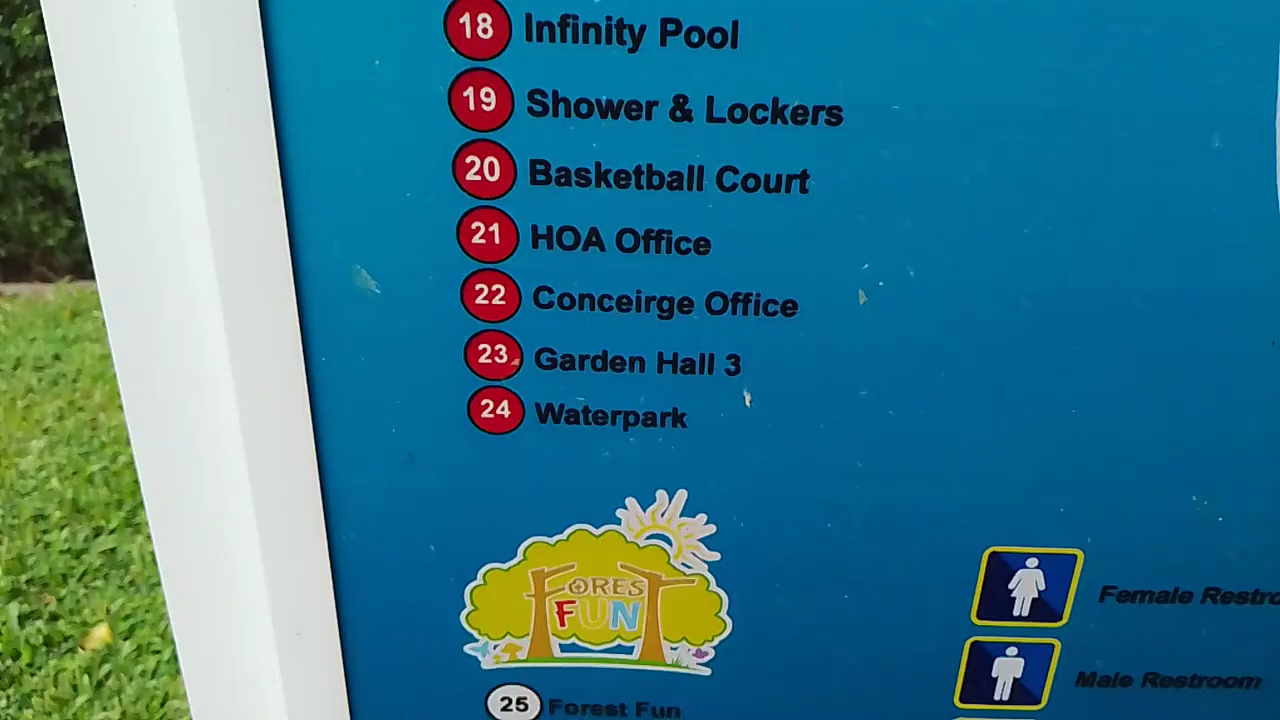 18 Infinity Pool
19 Shower & Lockers
20 Basketball Court
21 HOA Office
22 Conceirge Office
23 Garden Hall 3
24 Waterpark
FOREST
FUN
Female
Male Restroom
25 Forest Fun